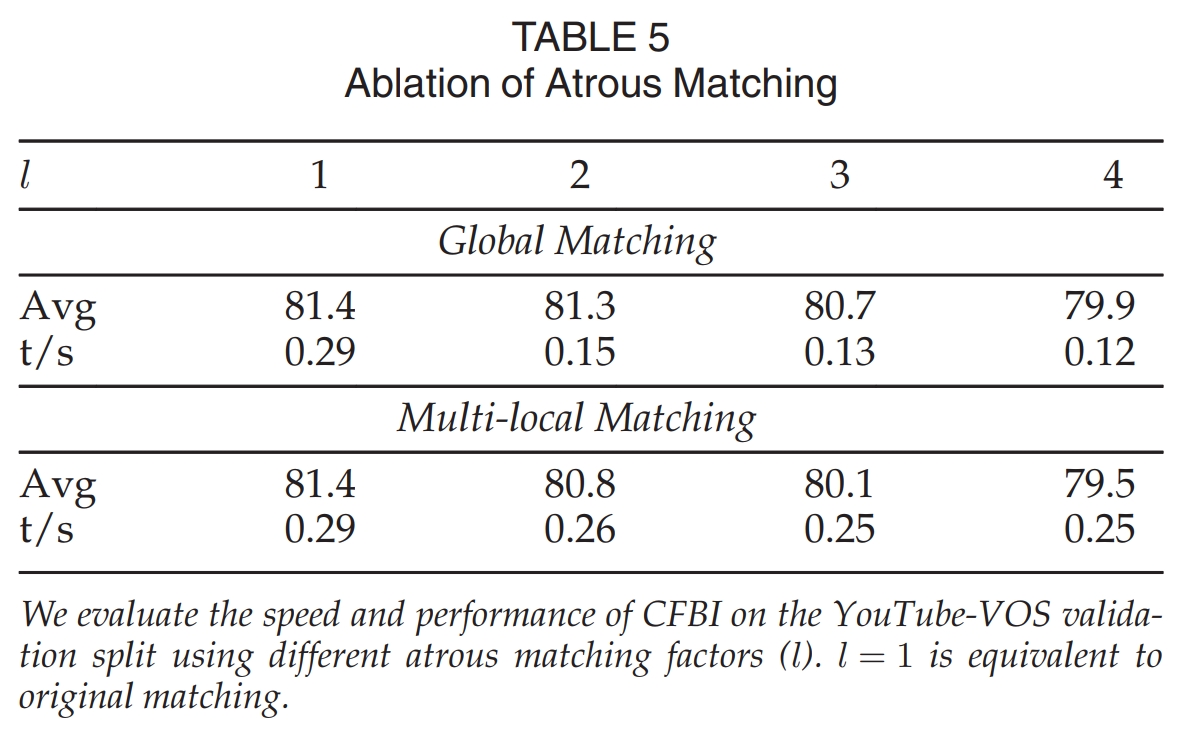 TABLE 5
Ablation of Atrous Matching
l 1 2 3 4
Global Matching
Avg 81.4 81.3 80.7 79.9
t/s 0.29 0.15 0.13 0.12
Multi-local Matching
Avg 81.4 80.8 80.1 79.5
t/s 0.29 0.26 0.25 0.25
We evaluate the speed and performance of CFBI on the YouTube-VOS valida-
tion split using different atrous matching factors (l). l = 1 is equivalent to
original matching.